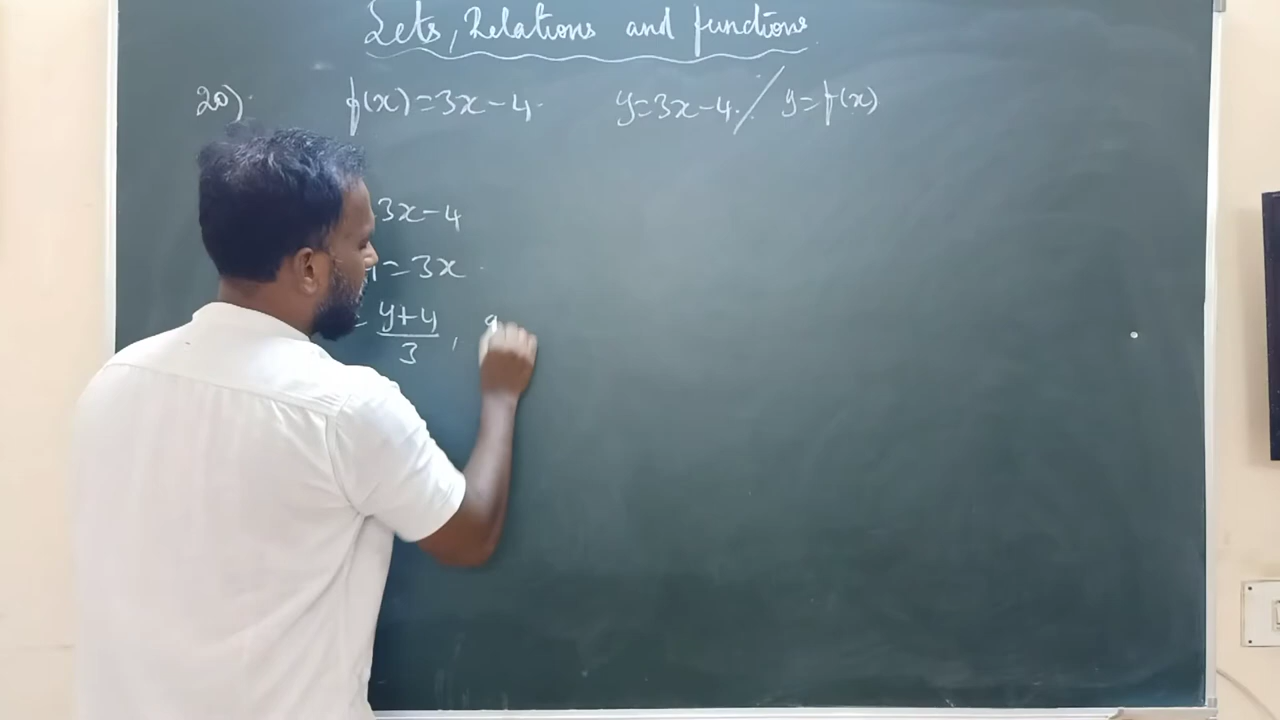 Sets, Relations and functions
20) f(x) = 3x - 4. y = 3x - 4. / y = f(x)
3x - 4
= 3x
= y + 4 / 3 ,